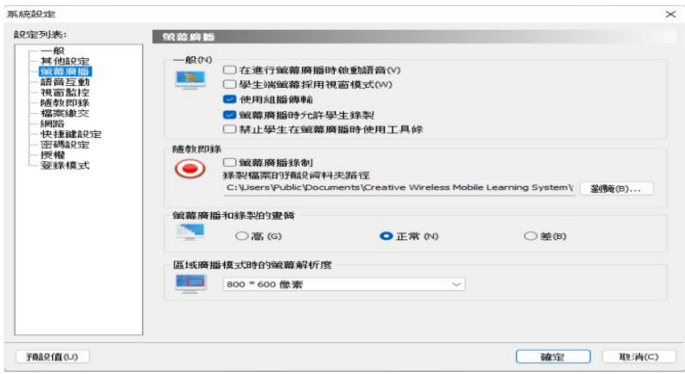 系統設定
設定列表:
一般
其他設定
螢幕廣播
語音互動
視窗監控
隨教即錄
檔案繳交
網路
快捷鍵設定
密碼設定
授權
登錄模式
螢幕廣播
一般(N)
在進行螢幕廣播時啟動語音(V)
學生端螢幕採用視窗模式(W)
使用組播傳輸
螢幕廣播時允許學生錄製
禁止學生在螢幕廣播時使用工具條
隨教即錄
螢幕廣播錄制
錄製檔案的預設資料夾路徑
C:\Users\Public\Documents\Creative Wireless Mobile Learning System\ 瀏覽(B)...
螢幕廣播和錄製的畫質
高 (G) 正常 (N) 差(B)
區域廣播模式時的螢幕解析度
800 * 600 像素
預設值(U) 確定 取消(C)